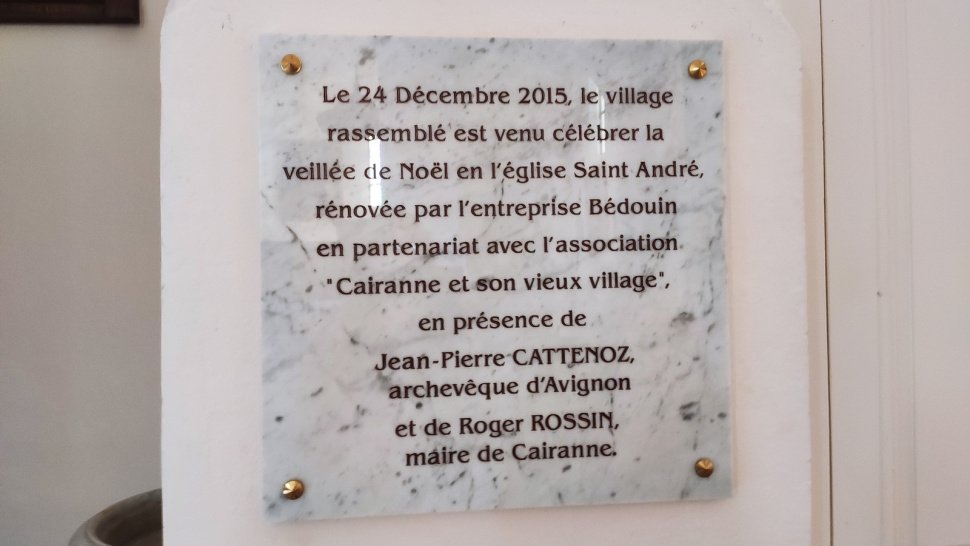 Le 24 Décembre 2015, le village
rassemblé est venu célébrer la
veillée de Noël en l'église Saint André,
rénovée par l'entreprise Bédouin
en partenariat avec l'association
"Cairanne et son vieux village",
en présence de
Jean-Pierre CATTENOZ,
archevêque d'Avignon
et de Roger ROSSIN,
maire de Cairanne.